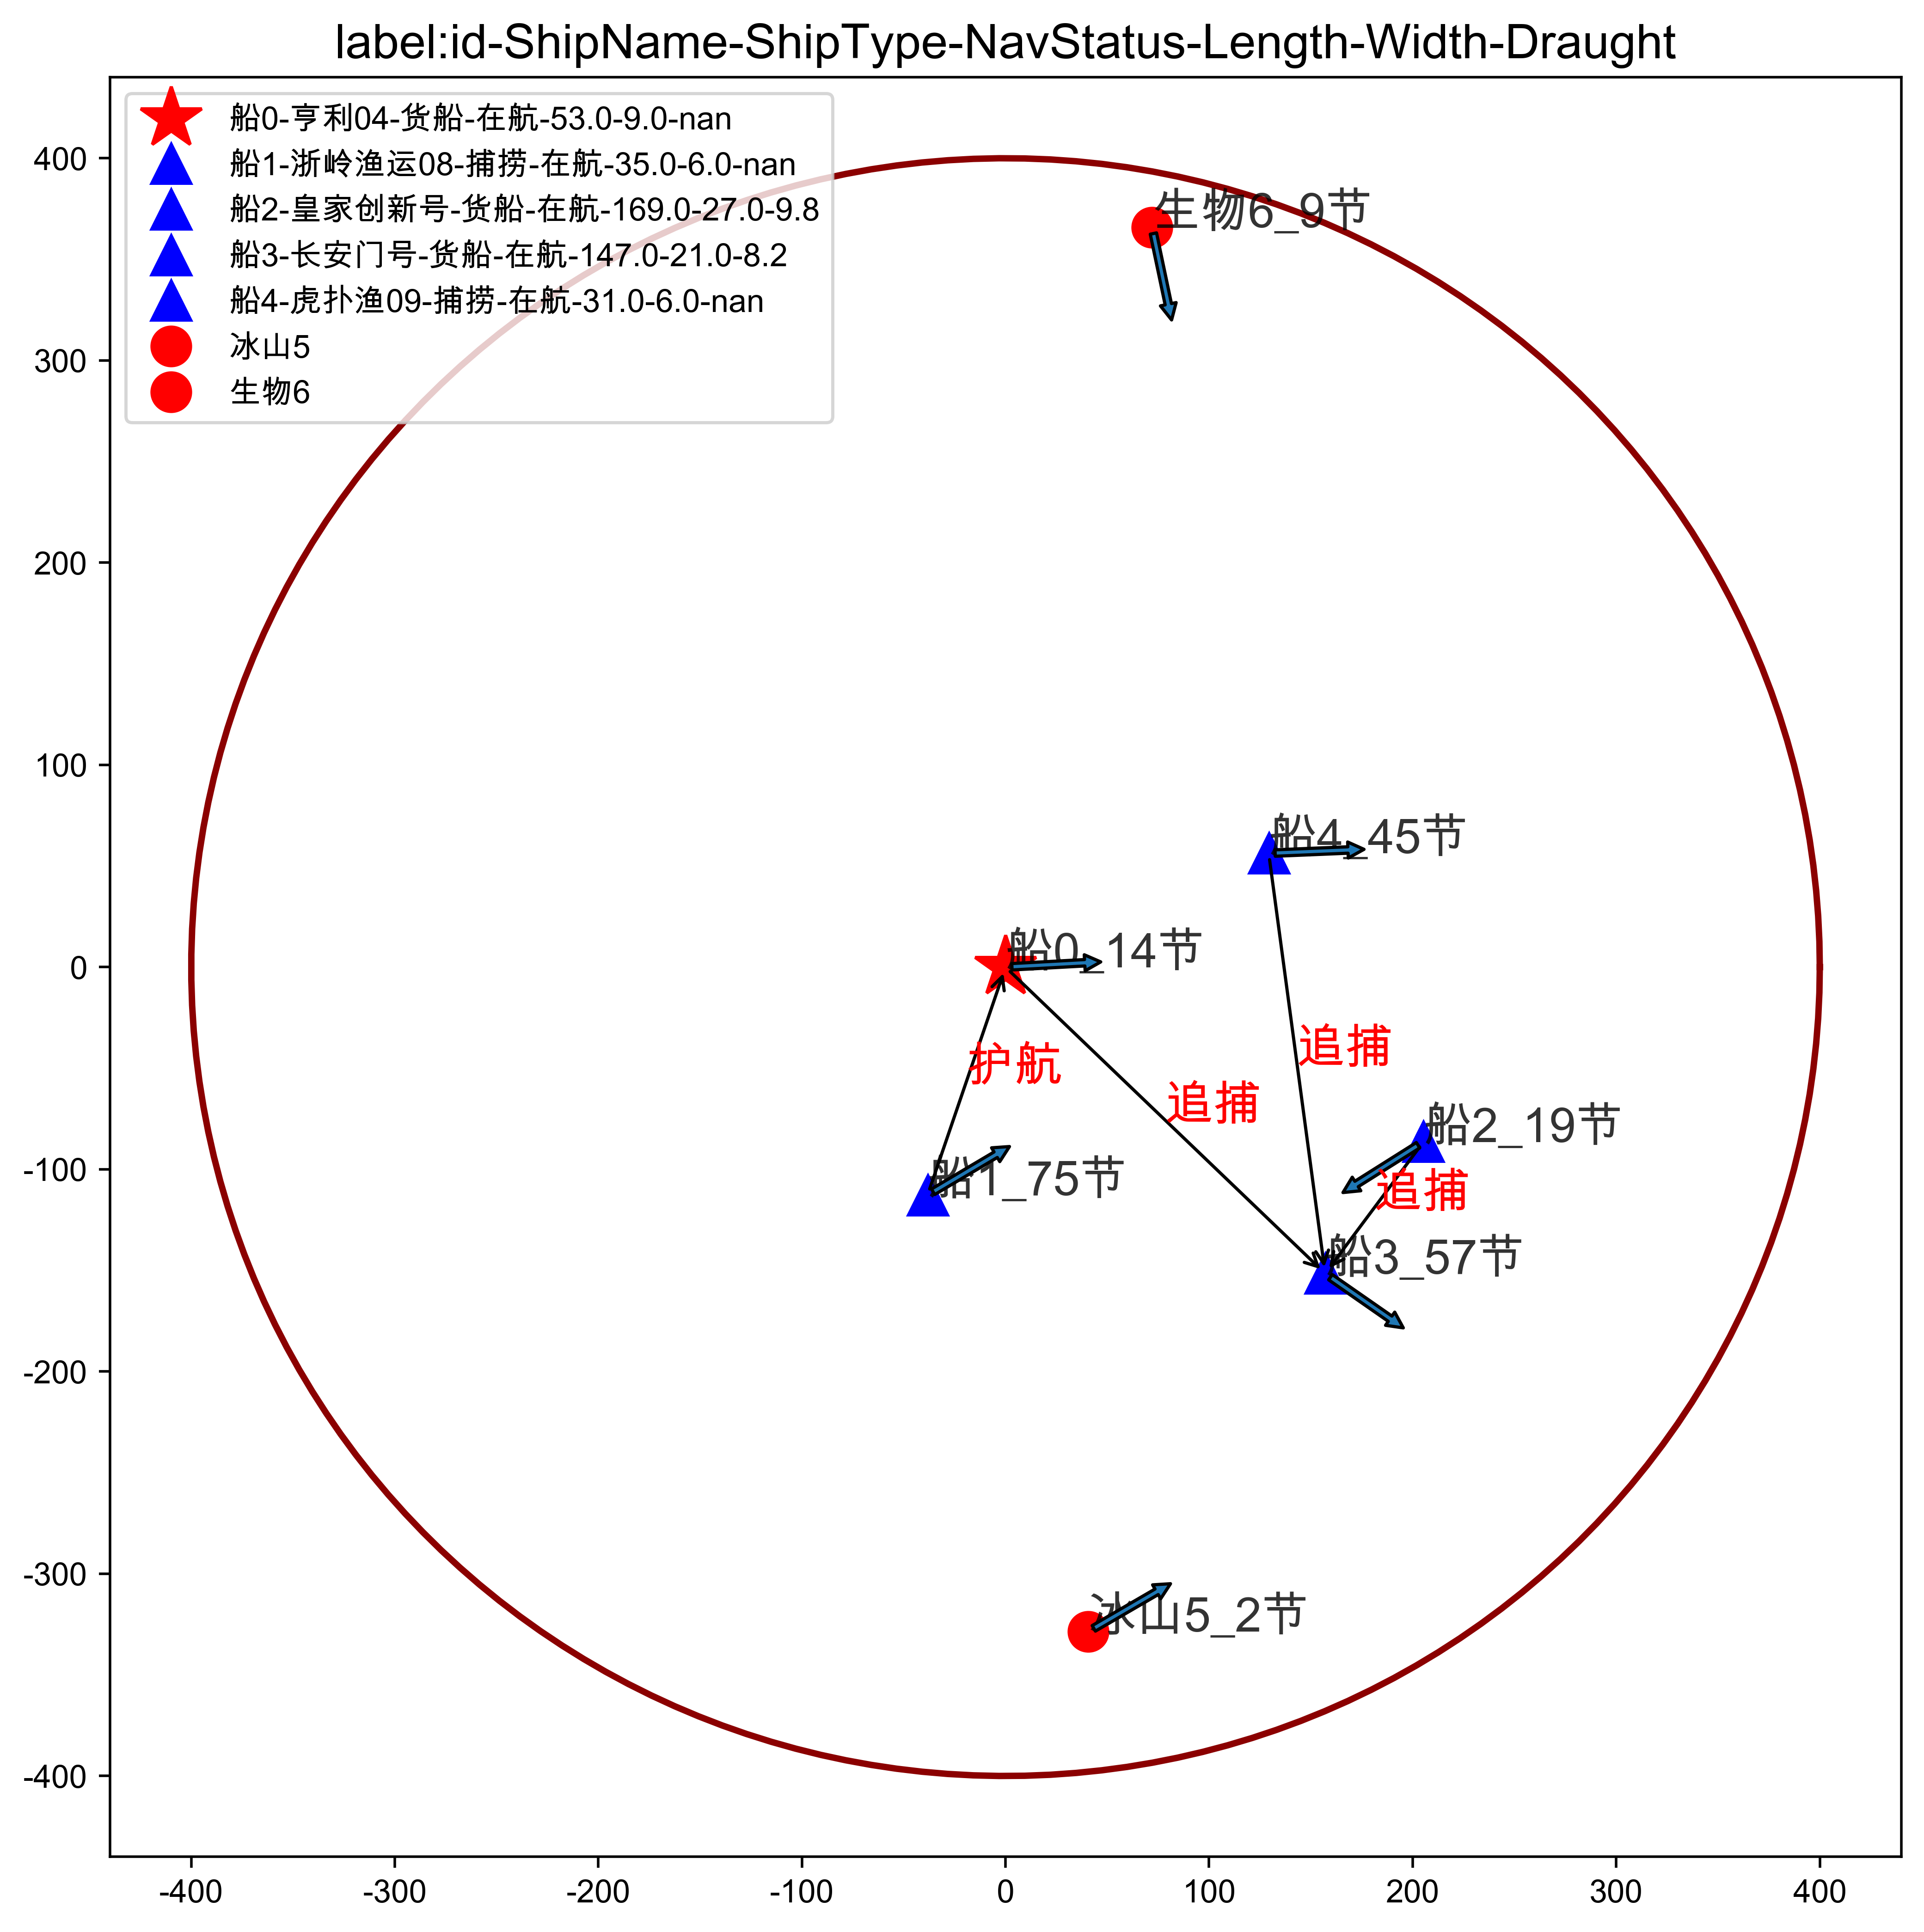 label:id-ShipName-ShipType-NavStatus-Length-Width-Draught
船0-亨利04-货船-在航-53.0-9.0-nan
船1-浙岭渔运08-捕捞-在航-35.0-6.0-nan
船2-皇家创新号-货船-在航-169.0-27.0-9.8
船3-长安门号-货船-在航-147.0-21.0-8.2
船4-虎扑渔09-捕捞-在航-31.0-6.0-nan
冰山5
生物6
400
300
200
100
0
-100
-200
-300
-400
生物6_9节
船4_45节
船0_14节
追捕
护航
追捕
船2_19节
船1_75节
追捕
船3_57节
冰山5_2节
-400
-300
-200
-100
0
100
200
300
400